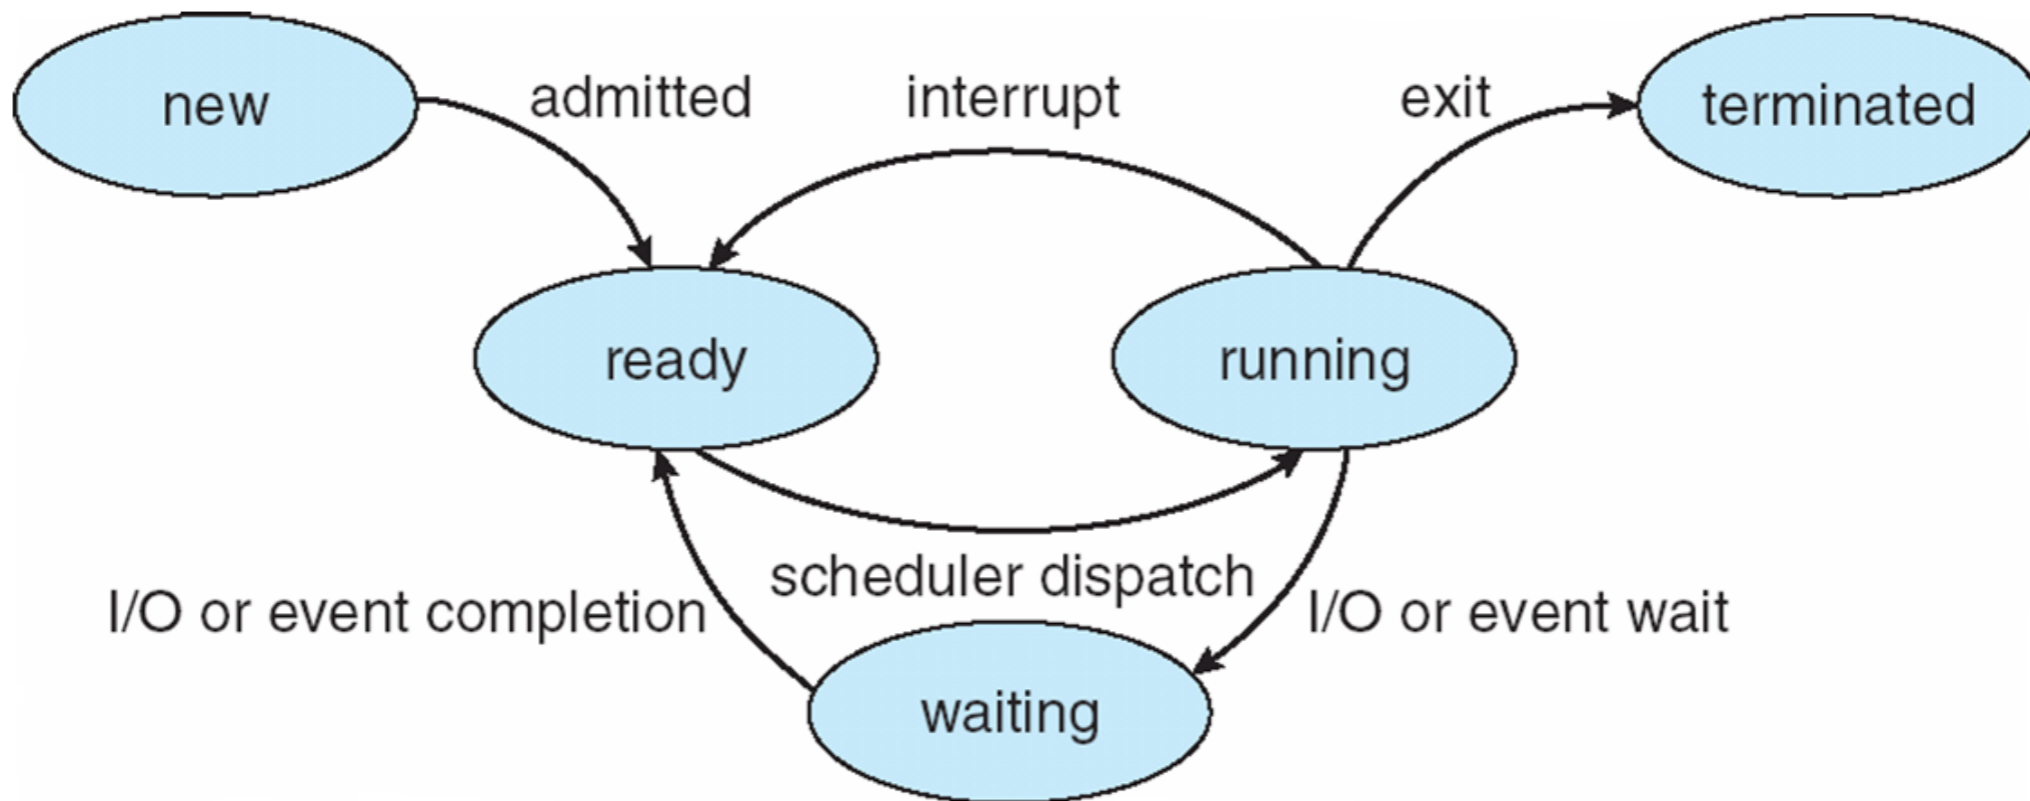 new
admitted
interrupt
exit
terminated
ready
running
scheduler dispatch
I/O or event completion
I/O or event wait
waiting